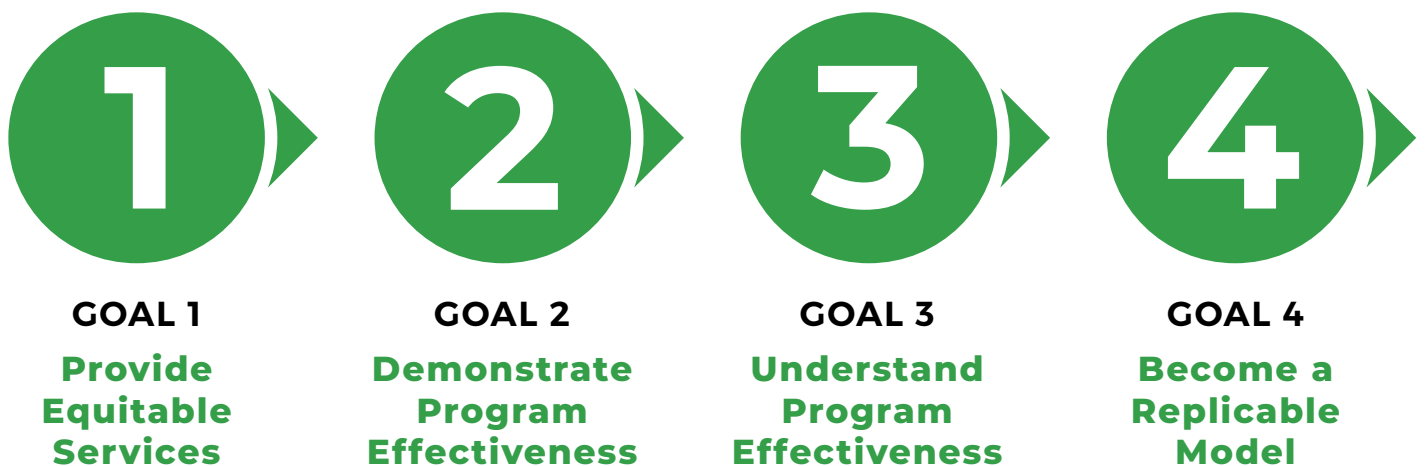 1
2
3
4
GOAL 1
Provide
Equitable
Services
GOAL 2
Demonstrate
Program
Effectiveness
GOAL 3
Understand
Program
Effectiveness
GOAL 4
Become a
Replicable
Model